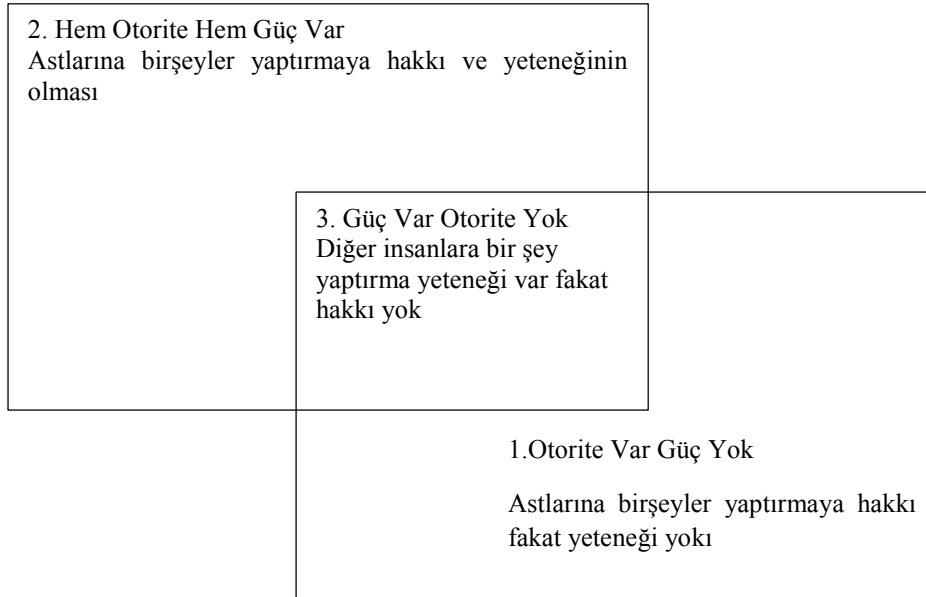 2. Hem Otorite Hem Güç Var
Astlarına birşeyler yaptırmaya hakkı ve yeteneğinin
olması
3. Güç Var Otorite Yok
Diğer insanlara bir şey
yaptırma yeteneği var fakat
hakkı yok
1.Otorite Var Güç Yok
Astlarına birşeyler yaptırmaya hakkı
fakat yeteneği yokı